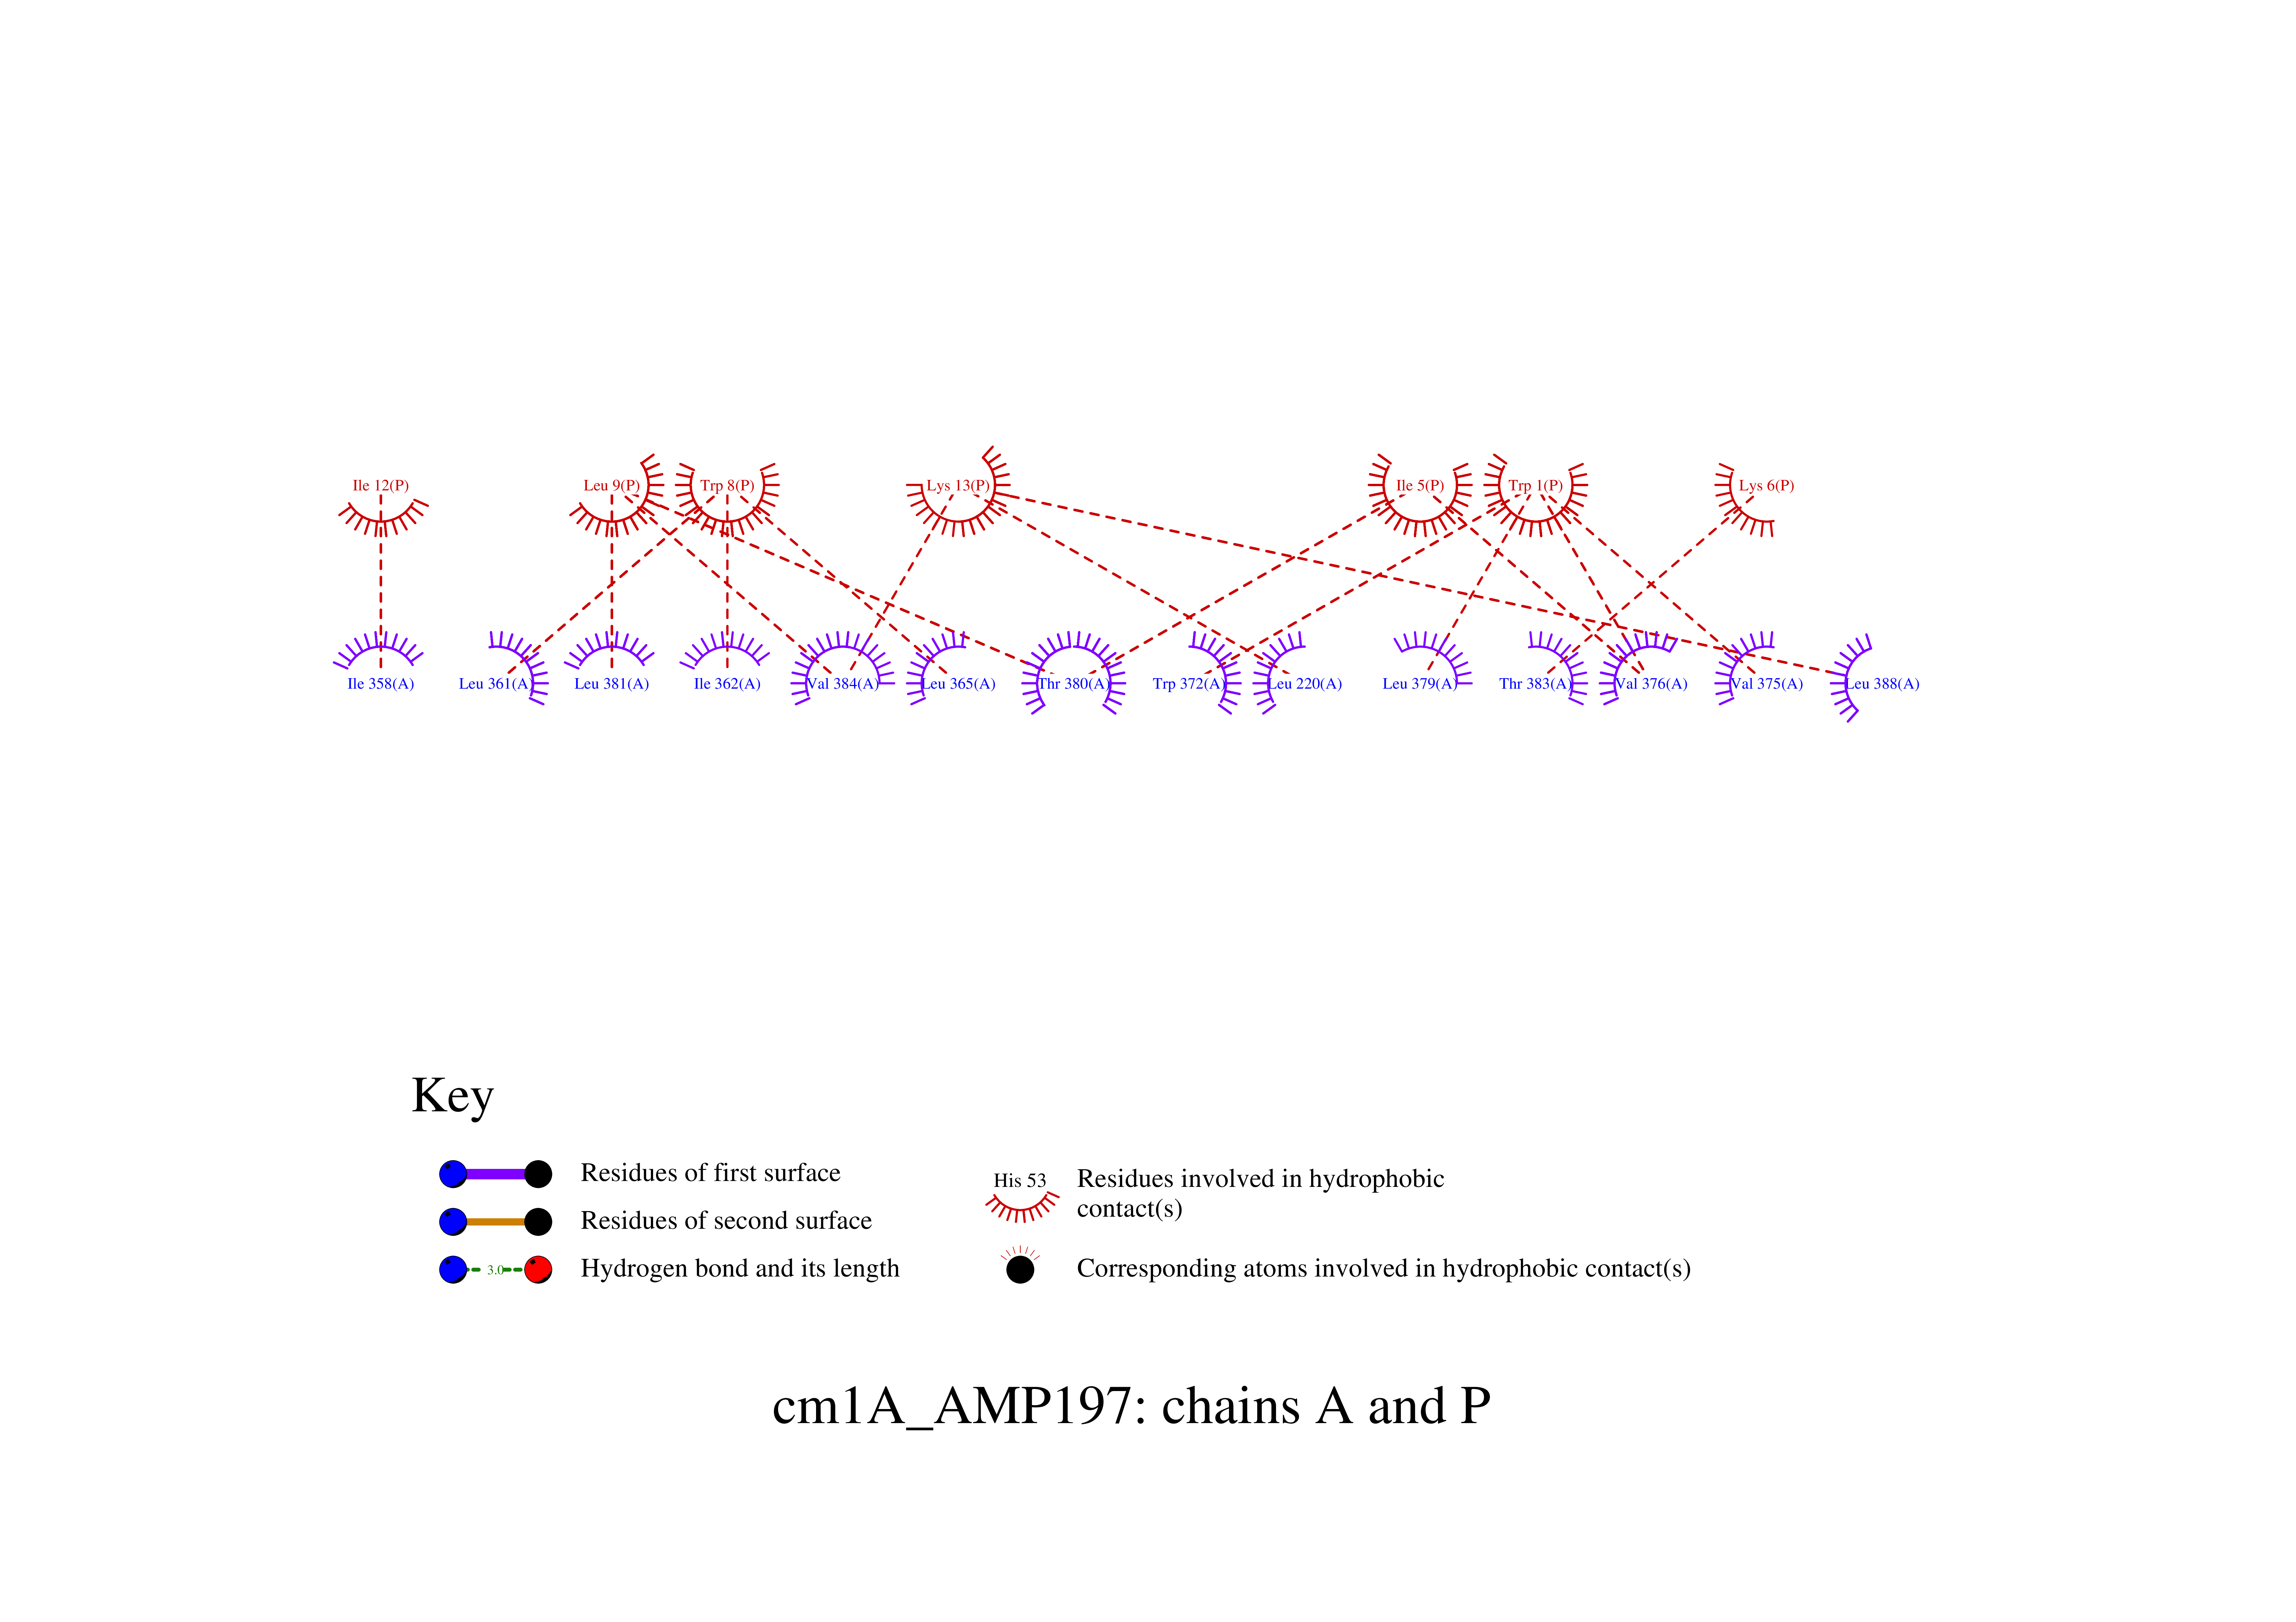 Ile 12(P) Leu 9(P) Trp 8(P) Lys 13(P) Ile 5(P) Trp 1(P) Lys 6(P)
Ile 358(A) Leu 361(A) Leu 381(A) Ile 362(A) Val 384(A) Leu 365(A) Thr 380(A) Trp 372(A) Leu 220(A) Leu 379(A) Thr 383(A) Val 376(A) Val 375(A) Leu 388(A)
Key
Residues of first surface
Residues of second surface
3.0 Hydrogen bond and its length
His 53 Residues involved in hydrophobic
contact(s)
Corresponding atoms involved in hydrophobic contact(s)
cm1A_AMP197: chains A and P